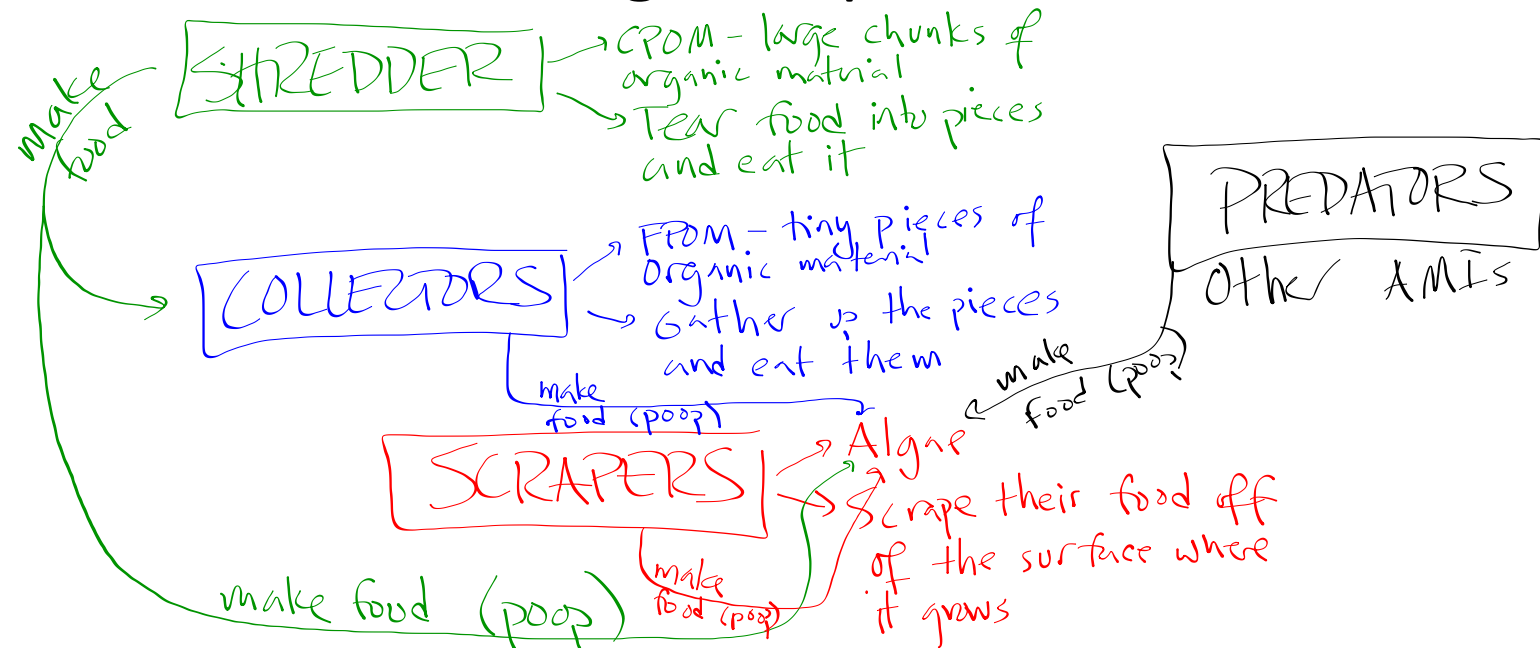 SHREDDER
CPOM - large chunks of
organic material
Tear food into pieces
and eat it
make
food
PREDATORS
Other AMIs
COLLECTORS
FPOM - tiny pieces of
Organic material
Gather up the pieces
and eat them
make
food (poop)
make
food (poop)
SCRAPERS
Algae
Scrape their food off
of the surface where
it grows
make
food (poop)
make food (poop)